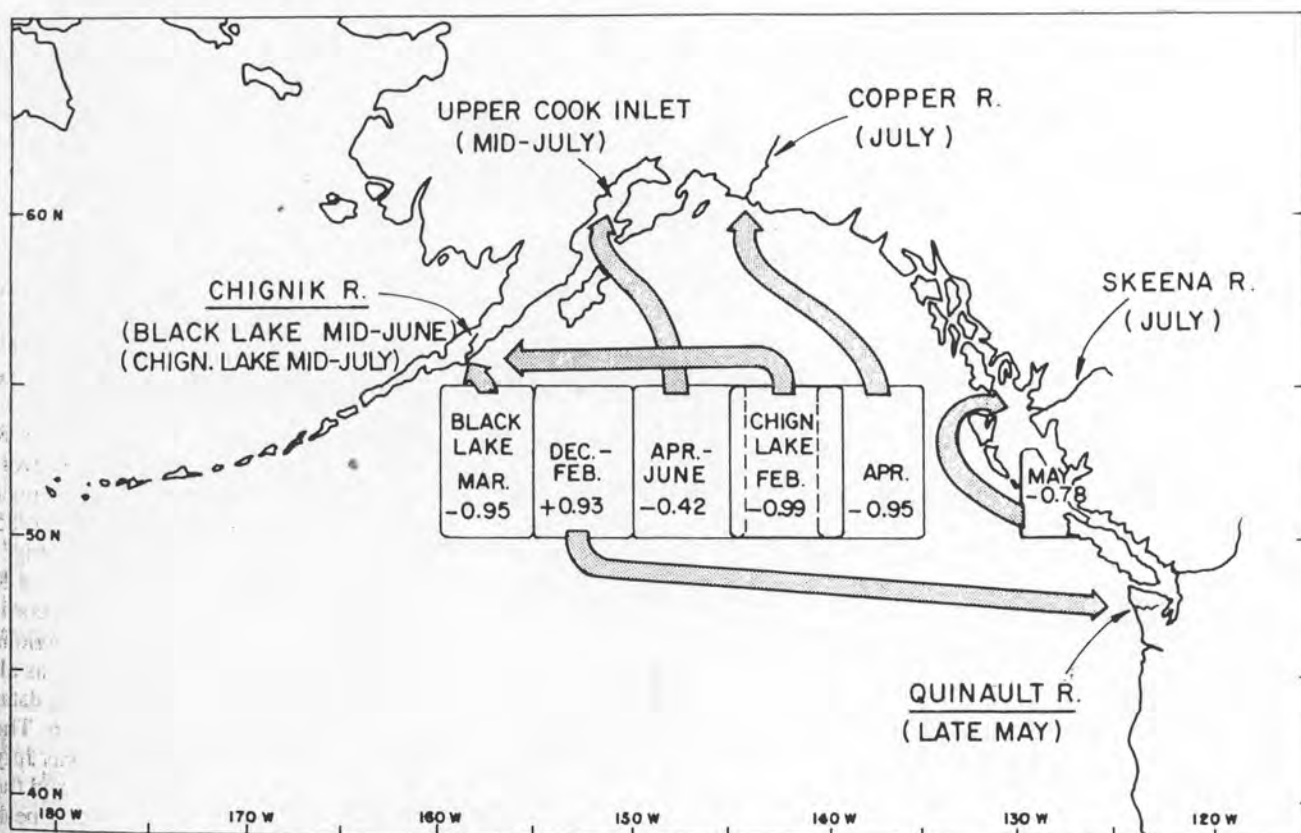 UPPER COOK INLET
(MID-JULY)
COPPER R.
(JULY)
60 N
CHIGNIK R.
(BLACK LAKE MID-JUNE)
(CHIGN. LAKE MID-JULY)
SKEENA R.
(JULY)
BLACK
LAKE
MAR.
-0.95
DEC.-
FEB.
+0.93
APR.-
JUNE
-0.42
CHIGN.
LAKE
FEB.
-0.99
APR.
-0.95
MAY
-0.78
50 N
QUINAULT R.
(LATE MAY)
40 N
180 W
170 W
160 W
150 W
140 W
130 W
120 W